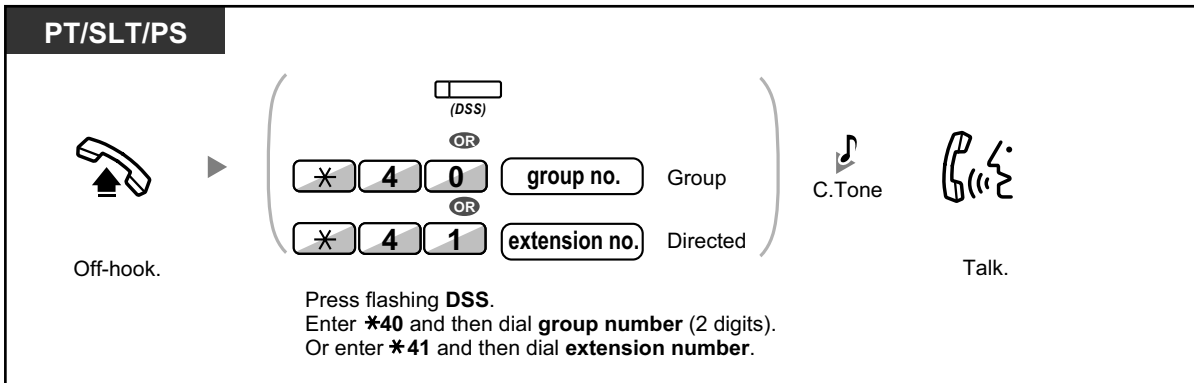 PT/SLT/PS
(DSS)
OR
✳ 4 0 group no. Group
OR
✳ 4 1 extension no. Directed
C.Tone
Off-hook.
Talk.
Press flashing DSS.
Enter ✳40 and then dial group number (2 digits).
Or enter ✳41 and then dial extension number.